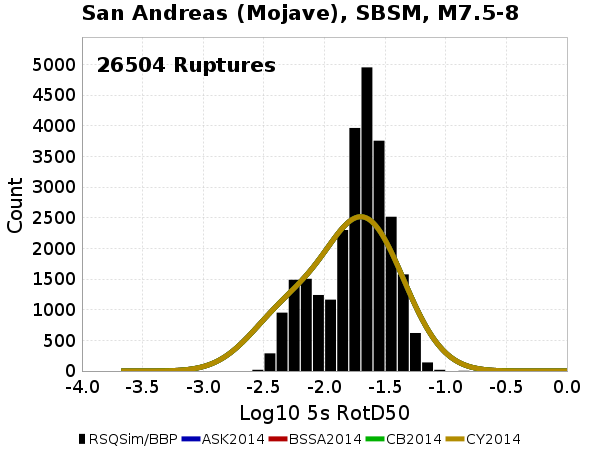 San Andreas (Mojave), SBSM, M7.5-8
26504 Ruptures
Count
5000
4500
4000
3500
3000
2500
2000
1500
1000
500
0
-4.0 -3.5 -3.0 -2.5 -2.0 -1.5 -1.0 -0.5 0.0
Log10 5s RotD50
RSQSim/BBP ASK2014 BSSA2014 CB2014 CY2014